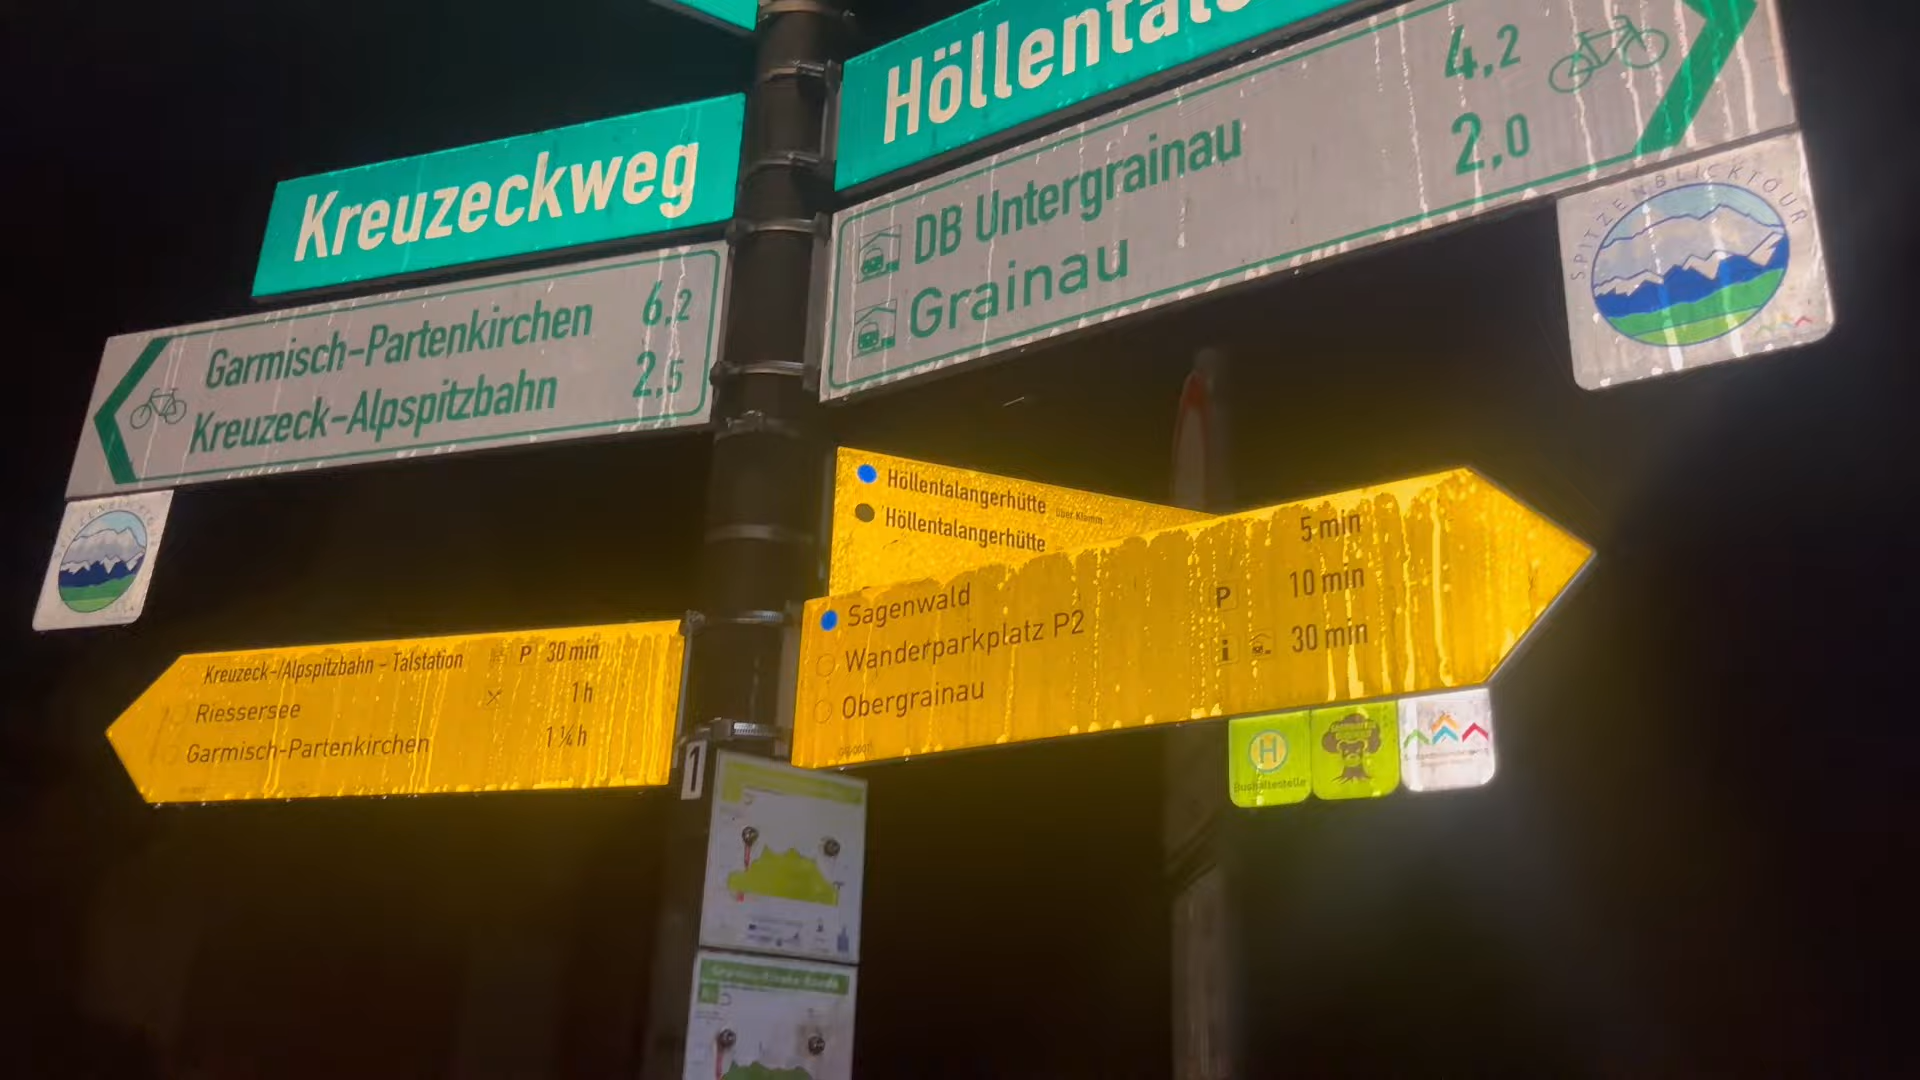 Kreuzeckweg
Garmisch-Partenkirchen 6,2
Kreuzeck-Alpspitzbahn 2,5
4,2
DB Untergrainau 2,0
Grainau
SPITZENBLICKTOUR
Höllentalangerhütte über Klamm
Höllentalangerhütte
Sagenwald 5 min
Wanderparkplatz P2 P 10 min
Obergrainau i 30 min
Kreuzeck-/Alpspitzbahn - Talstation P 30 min
Riessersee 1 h
Garmisch-Partenkirchen 1 ¼ h
H
Bushaltestelle
1